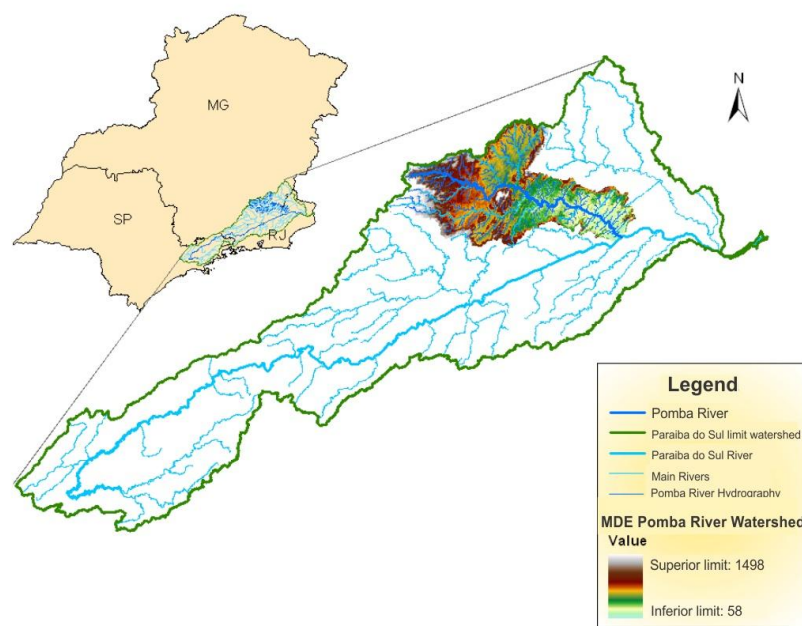 MG
SP
RJ
N
Legend
Pomba River
Paraiba do Sul limit watershed
Paraiba do Sul River
Main Rivers
Pomba River Hydrography
MDE Pomba River Watershed
Value
Superior limit: 1498
Inferior limit: 58